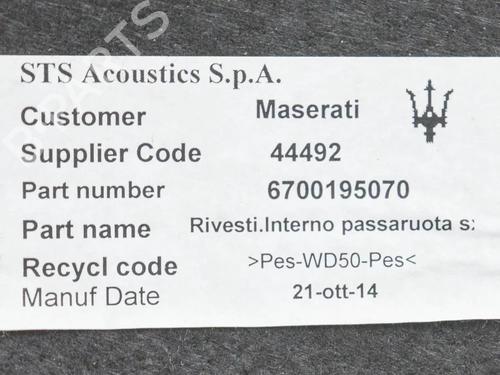 STS Acoustics S.p.A.
Customer Maserati
Supplier Code 44492
Part number 6700195070
Part name Rivesti.Interno passaruota s:
Recycl code >Pes-WD50-Pes<
Manuf Date 21-ott-14